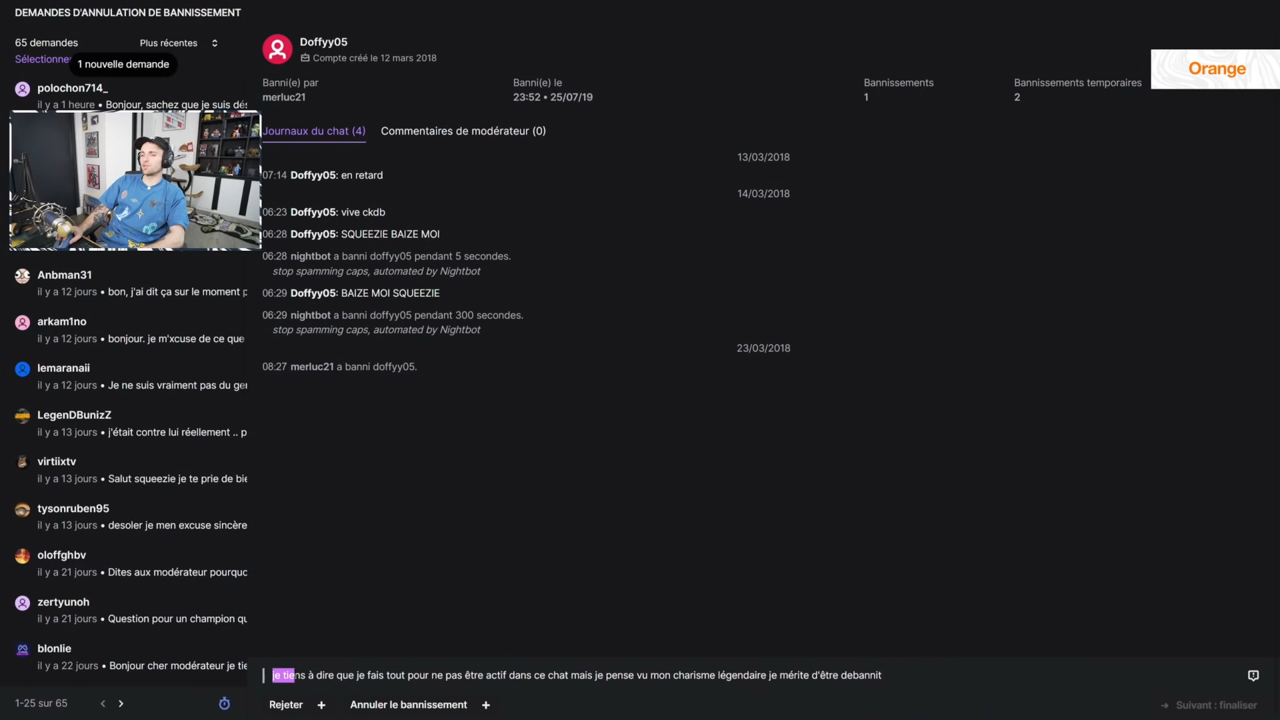 DEMANDES D'ANNULATION DE BANNISSEMENT
65 demandes
Plus récentes
Sélectionne
1 nouvelle demande
polochon714_
il y a 1 heure • Bonjour, sachez que je suis dés
Anbman31
il y a 12 jours • bon, j'ai dit ça sur le moment p
arkam1no
il y a 12 jours • bonjour. je m'xcuse de ce que
lemaranaii
il y a 12 jours • Je ne suis vraiment pas du ger
LegenDBunizZ
il y a 13 jours • j'était contre lui réellement .. p
virtiixtv
il y a 13 jours • Salut squeezie je te prie de bie
tysonruben95
il y a 13 jours • desoler je men excuse sincère
oloffghbv
il y a 21 jours • Dites aux modérateur pourquo
zertyunoh
il y a 21 jours • Question pour un champion qu
blonlie
il y a 22 jours • Bonjour cher modérateur je tie
1-25 sur 65
Doffyy05
Compte créé le 12 mars 2018
Banni(e) par
merluc21
Banni(e) le
23:52 • 25/07/19
Bannissements
1
Bannissements temporaires
2
Orange
Journaux du chat (4)
Commentaires de modérateur (0)
13/03/2018
07:14 Doffyy05: en retard
14/03/2018
06:23 Doffyy05: vive ckdb
06:28 Doffyy05: SQUEEZIE BAIZE MOI
06:28 nightbot a banni doffyy05 pendant 5 secondes.
stop spamming caps, automated by Nightbot
06:29 Doffyy05: BAIZE MOI SQUEEZIE
06:29 nightbot a banni doffyy05 pendant 300 secondes.
stop spamming caps, automated by Nightbot
23/03/2018
08:27 merluc21 a banni doffyy05.
je tiens à dire que je fais tout pour ne pas être actif dans ce chat mais je pense vu mon charisme légendaire je mérite d'être debannit
Rejeter +
Annuler le bannissement +
Suivant : finaliser